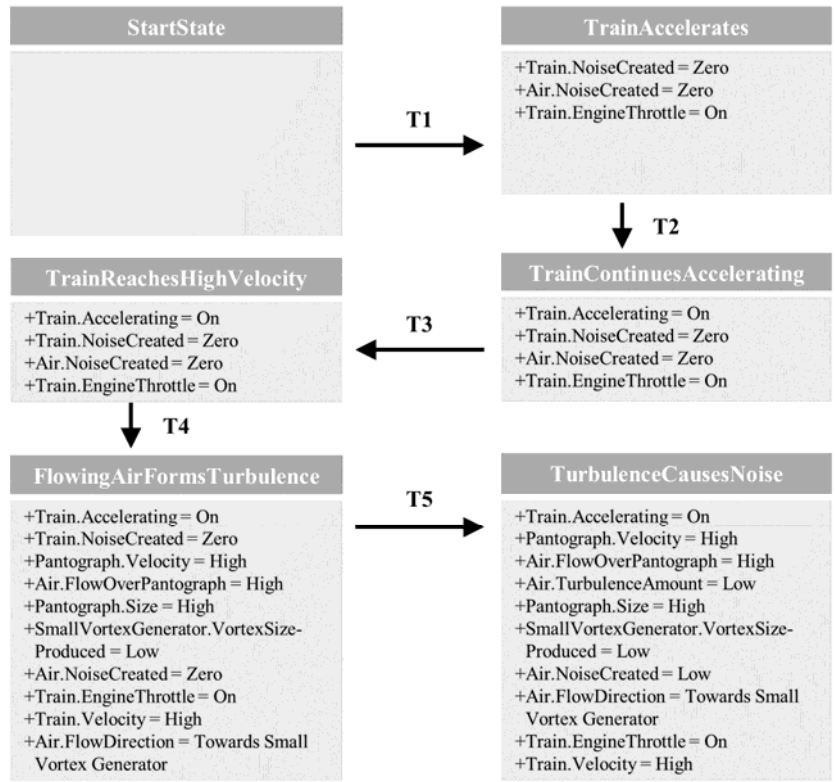 StartState
T1
TrainAccelerates
+Train.NoiseCreated = Zero
+Air.NoiseCreated = Zero
+Train.EngineThrottle = On
T2
TrainContinuesAccelerating
+Train.Accelerating = On
+Train.NoiseCreated = Zero
+Air.NoiseCreated = Zero
+Train.EngineThrottle = On
T3
TrainReachesHighVelocity
+Train.Accelerating = On
+Train.NoiseCreated = Zero
+Air.NoiseCreated = Zero
+Train.EngineThrottle = On
T4
FlowingAirFormsTurbulence
+Train.Accelerating = On
+Train.NoiseCreated = Zero
+Pantograph.Velocity = High
+Air.FlowOverPantograph = High
+Pantograph.Size = High
+SmallVortexGenerator.VortexSize-
Produced = Low
+Air.NoiseCreated = Zero
+Train.EngineThrottle = On
+Train.Velocity = High
+Air.FlowDirection = Towards Small
Vortex Generator
T5
TurbulenceCausesNoise
+Train.Accelerating = On
+Pantograph.Velocity = High
+Air.FlowOverPantograph = High
+Air.TurbulenceAmount = Low
+Pantograph.Size = High
+SmallVortexGenerator.VortexSize-
Produced = Low
+Air.NoiseCreated = Low
+Air.FlowDirection = Towards Small
Vortex Generator
+Train.EngineThrottle = On
+Train.Velocity = High